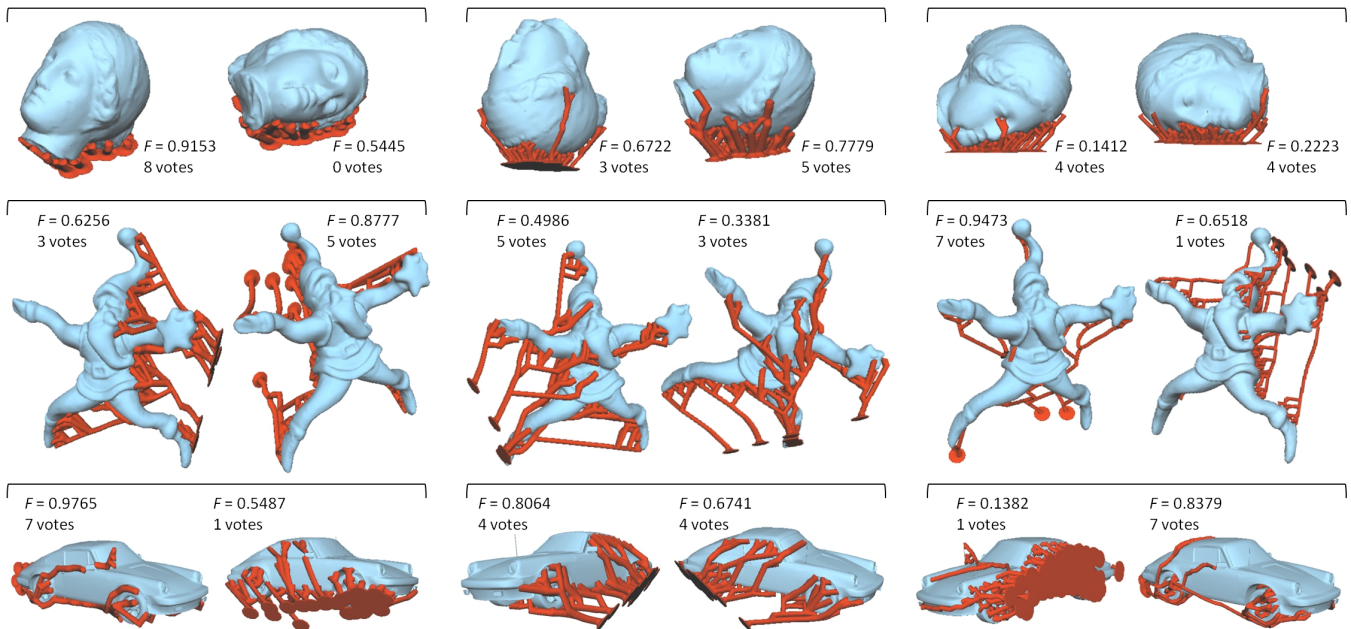 F = 0.9153
8 votes
F = 0.5445
0 votes
F = 0.6722
3 votes
F = 0.7779
5 votes
F = 0.1412
4 votes
F = 0.2223
4 votes
F = 0.6256
3 votes
F = 0.8777
5 votes
F = 0.4986
5 votes
F = 0.3381
3 votes
F = 0.9473
7 votes
F = 0.6518
1 votes
F = 0.9765
7 votes
F = 0.5487
1 votes
F = 0.8064
4 votes
F = 0.6741
4 votes
F = 0.1382
1 votes
F = 0.8379
7 votes